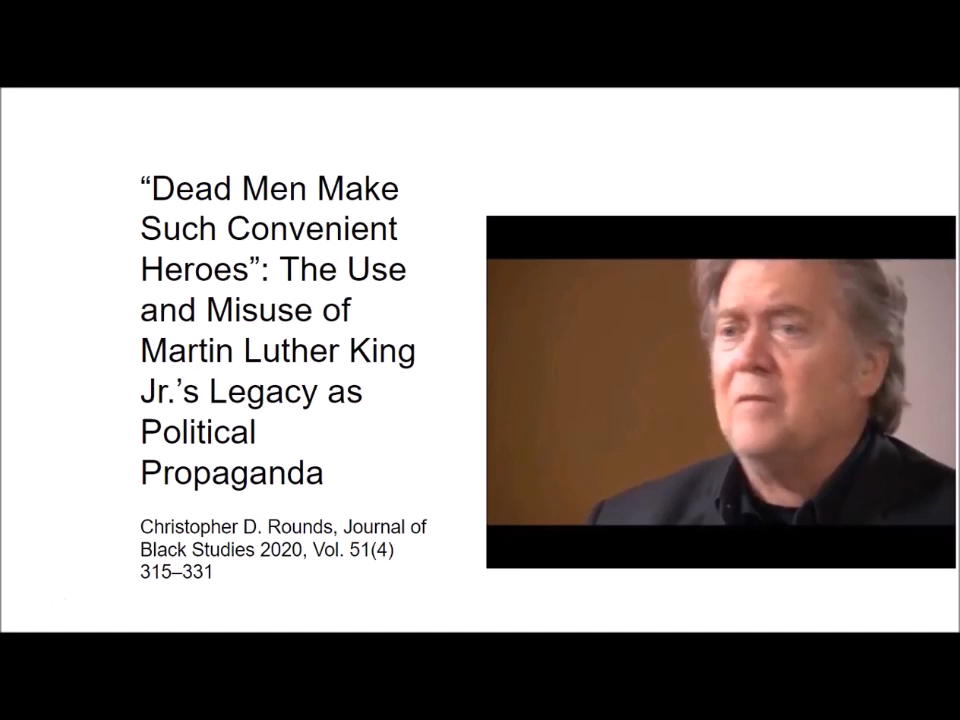 “Dead Men Make
Such Convenient
Heroes”: The Use
and Misuse of
Martin Luther King
Jr.’s Legacy as
Political
Propaganda
Christopher D. Rounds, Journal of
Black Studies 2020, Vol. 51(4)
315–331